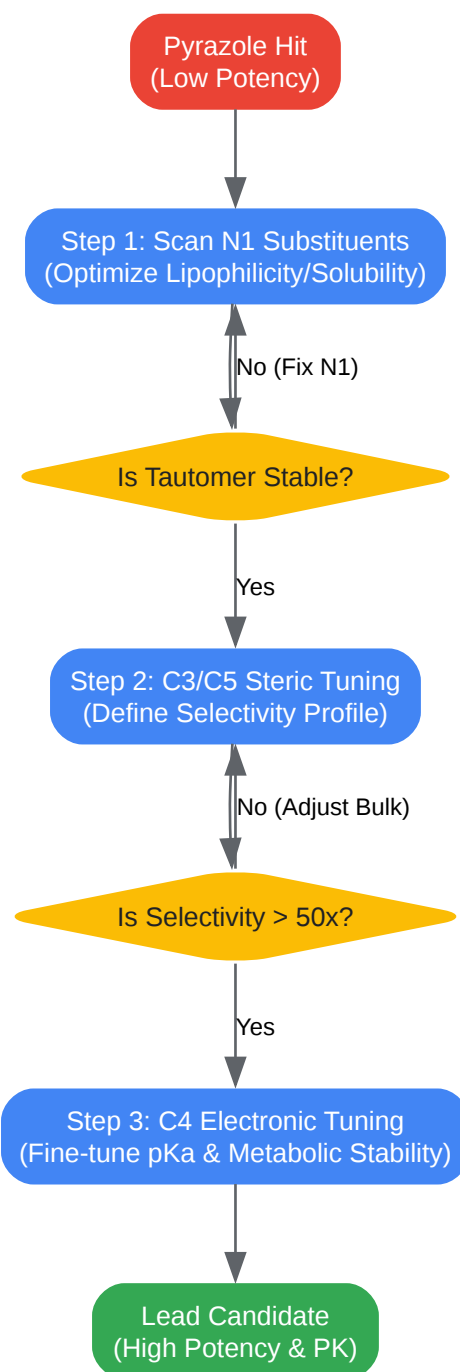 Pyrazole Hit
(Low Potency)
Step 1: Scan N1 Substituents
(Optimize Lipophilicity/Solubility)
No (Fix N1)
Is Tautomer Stable?
Yes
Step 2: C3/C5 Steric Tuning
(Define Selectivity Profile)
No (Adjust Bulk)
Is Selectivity > 50x?
Yes
Step 3: C4 Electronic Tuning
(Fine-tune pKa & Metabolic Stability)
Lead Candidate
(High Potency & PK)